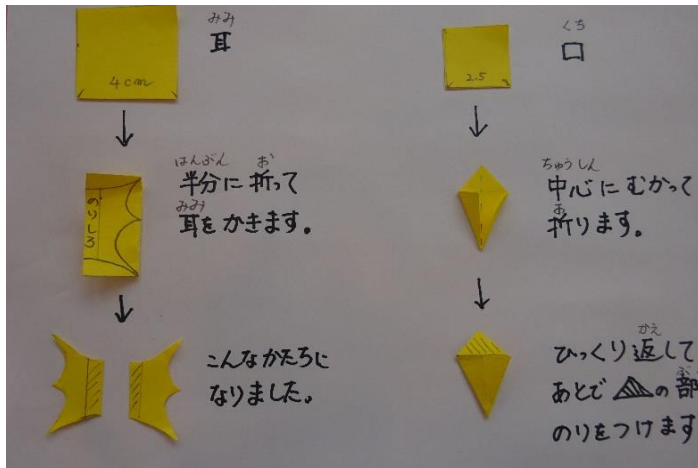 みみ
耳
4cm
はんぶん お
半分に折って
みみ
耳をかきます。
のりしろ
こんなかたちに
なりました。
くち
口
2.5
ちゅうしん
中心にむかって
お
折ります。
かえ
ひっくり返して
あとで の部
のりをつけます